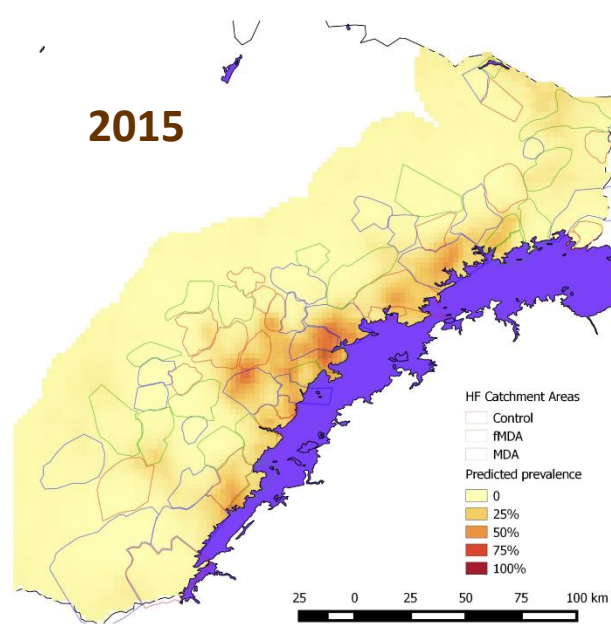 2015
HF Catchment Areas
Control
fMDA
MDA
Predicted prevalence
0
25%
50%
75%
100%
25 0 25 50 75 100 km